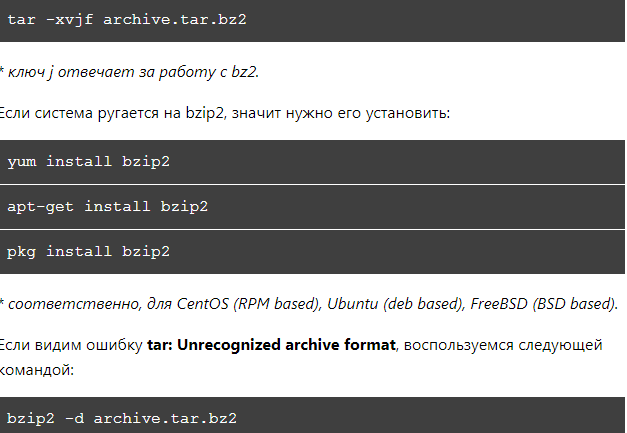 tar -xvjf archive.tar.bz2
* ключ j отвечает за работу с bz2.
Если система ругается на bzip2, значит нужно его установить:
yum install bzip2
apt-get install bzip2
pkg install bzip2
* соответственно, для CentOS (RPM based), Ubuntu (deb based), FreeBSD (BSD based).
Если видим ошибку tar: Unrecognized archive format, воспользуемся следующей
командой:
bzip2 -d archive.tar.bz2